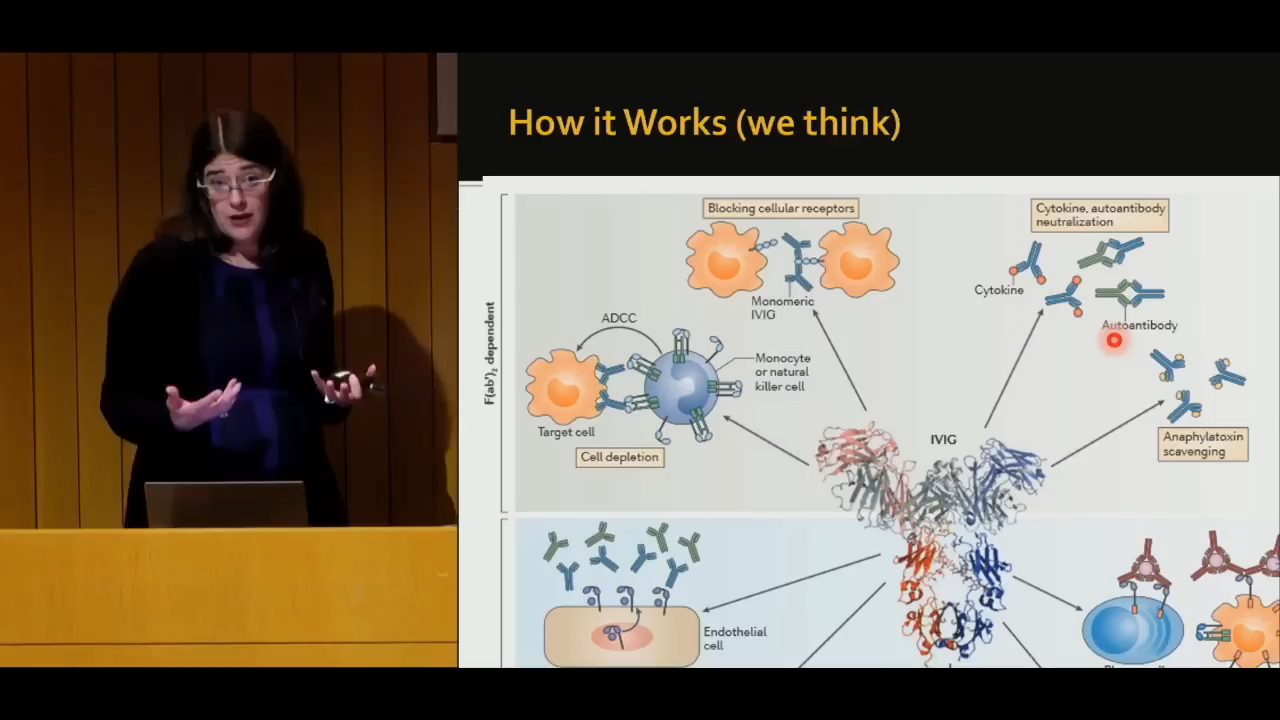 How it Works (we think)
Blocking cellular receptors
Cytokine, autoantibody
neutralization
Cytokine
Monomeric
IVIG
Autoantibody
ADCC
Monocyte
or natural
killer cell
F(ab')₂ dependent
Target cell
Cell depletion
IVIG
Anaphylatoxin
scavenging
Endothelial
cell